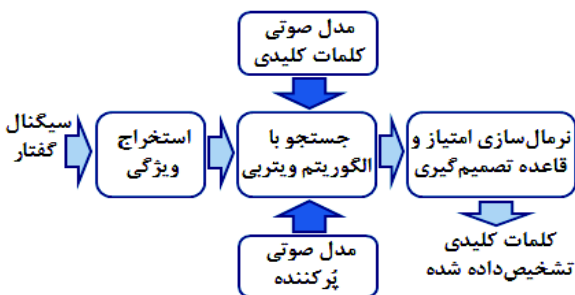 مدل صوتی
کلمات کلیدی
سیگنال
گفتار
استخراج
ویژگی
جستجو با
الگوریتم ویتربی
نرمال‌سازی امتیاز و
قاعده تصمیم‌گیری
مدل صوتی
پُرکننده
کلمات کلیدی
تشخیص‌داده شده